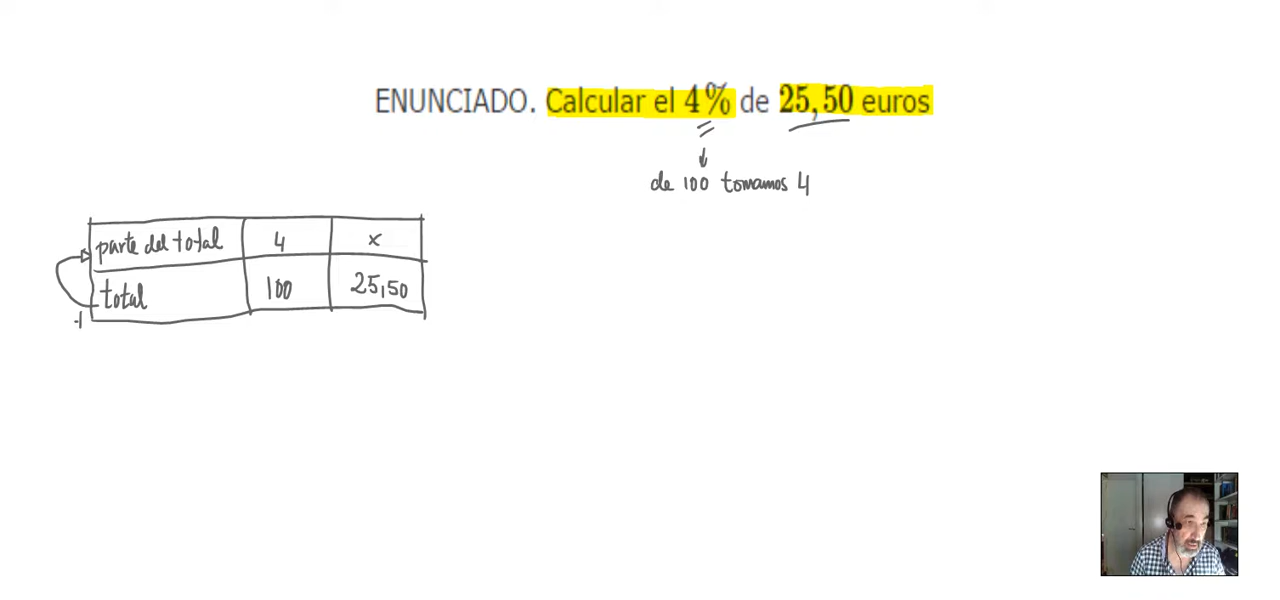 ENUNCIADO. Calcular el 4% de 25,50 euros
de 100 tomamos 4
parte del total 4 x
total 100 25,50